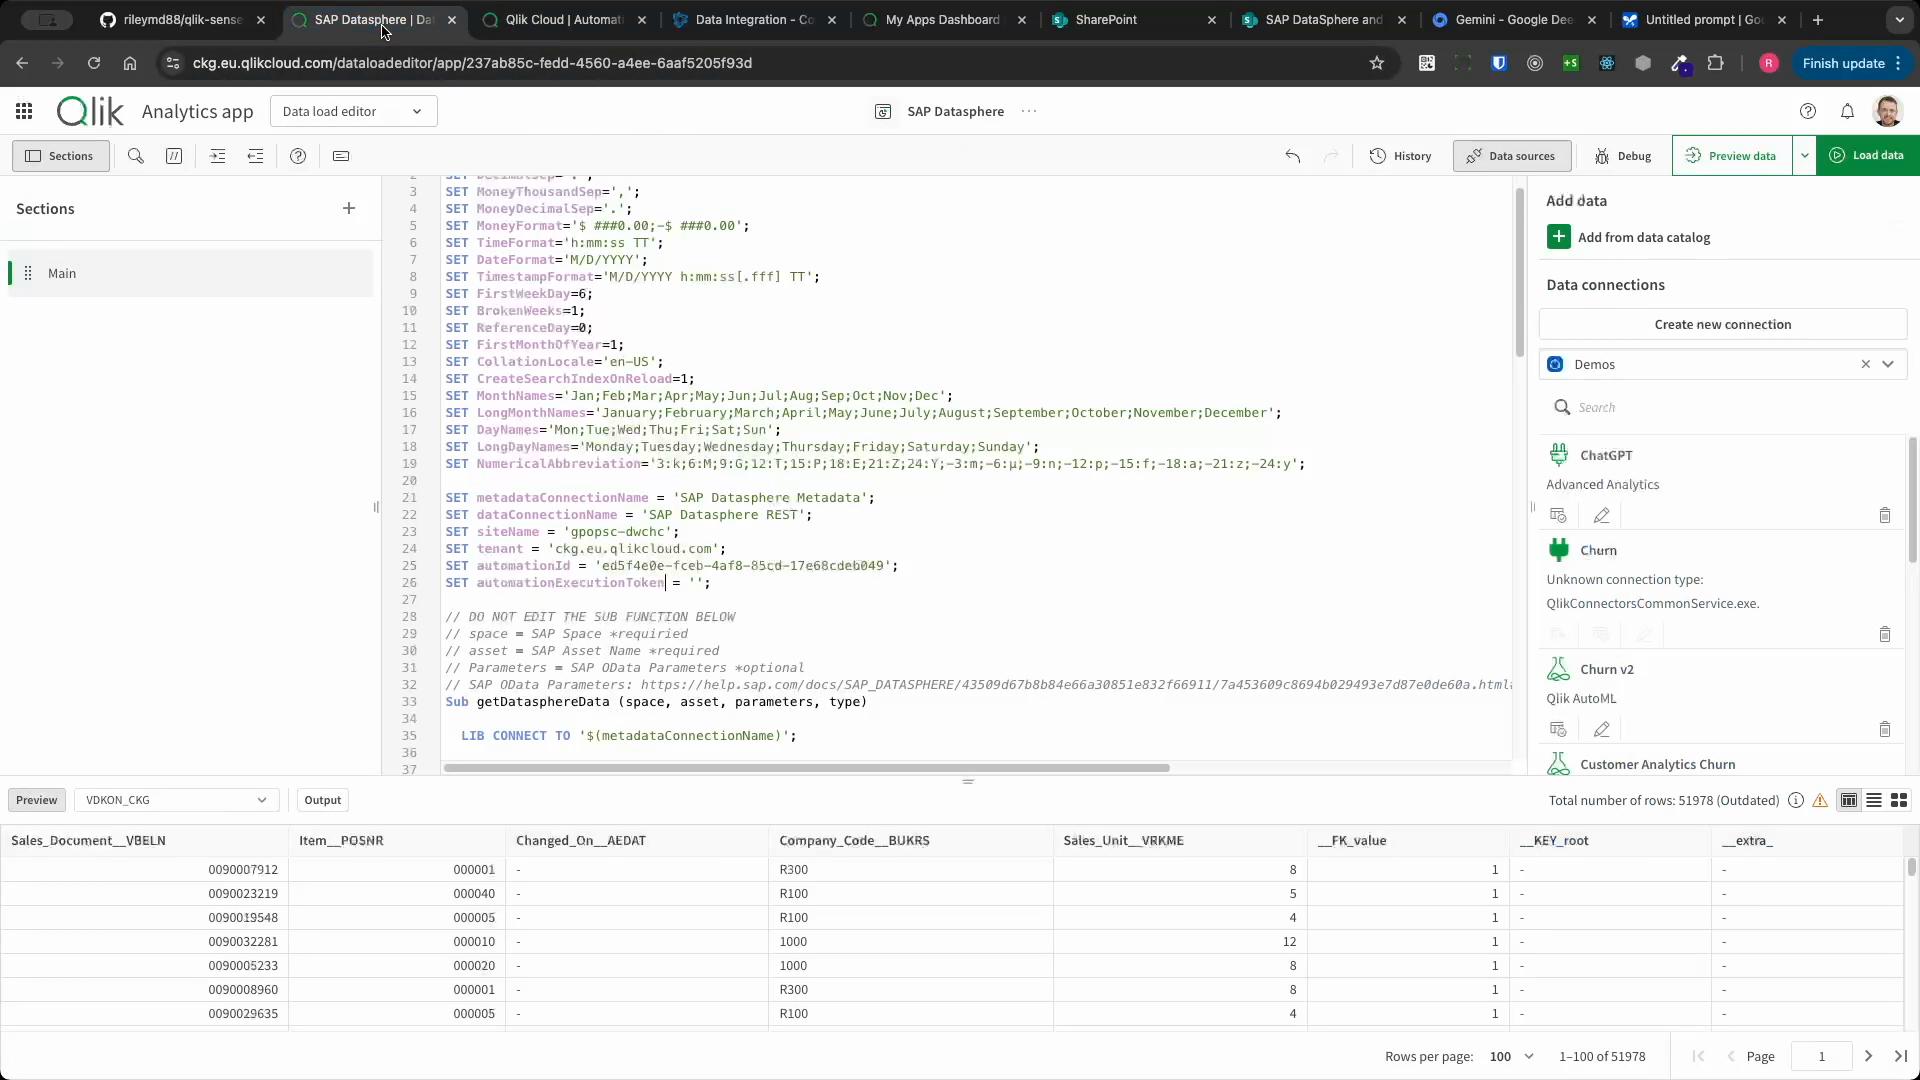 rileymd88/qlik-sense
SAP Datasphere | Da
Qlik Cloud | Automat
Data Integration - Co
My Apps Dashboard
SharePoint
SAP DataSphere and
Gemini - Google Dee
Untitled prompt | Go
ckg.eu.qlikcloud.com/dataloadeditor/app/237ab85c-fedd-4560-a4ee-6aaf5205f93d
R
Finish update
Qlik
Analytics app
Data load editor
SAP Datasphere
Sections
History
Data sources
Debug
Preview data
Load data
Sections
Main
3 SET MoneyThousandSep=',';
4 SET MoneyDecimalSep='.';
5 SET MoneyFormat='$ ###0.00;-$ ###0.00';
6 SET TimeFormat='h:mm:ss TT';
7 SET DateFormat='M/D/YYYY';
8 SET TimestampFormat='M/D/YYYY h:mm:ss[.fff] TT';
9 SET FirstWeekDay=6;
10 SET BrokenWeeks=1;
11 SET ReferenceDay=0;
12 SET FirstMonthOfYear=1;
13 SET CollationLocale='en-US';
14 SET CreateSearchIndexOnReload=1;
15 SET MonthNames='Jan;Feb;Mar;Apr;May;Jun;Jul;Aug;Sep;Oct;Nov;Dec';
16 SET LongMonthNames='January;February;March;April;May;June;July;August;September;October;November;December';
17 SET DayNames='Mon;Tue;Wed;Thu;Fri;Sat;Sun';
18 SET LongDayNames='Monday;Tuesday;Wednesday;Thursday;Friday;Saturday;Sunday';
19 SET NumericalAbbreviation='3:k;6:M;9:G;12:T;15:P;18:E;21:Z;24:Y;-3:m;-6:μ;-9:n;-12:p;-15:f;-18:a;-21:z;-24:y';
20
21 SET metadataConnectionName = 'SAP Datasphere Metadata';
22 SET dataConnectionName = 'SAP Datasphere REST';
23 SET siteName = 'gpopsc-dwchc';
24 SET tenant = 'ckg.eu.qlikcloud.com';
25 SET automationId = 'ed5f4e0e-fceb-4af8-85cd-17e68cdeb049';
26 SET automationExecutionToken = '';
27
28 // DO NOT EDIT THE SUB FUNCTION BELOW
29 // space = SAP Space *requiried
30 // asset = SAP Asset Name *required
31 // Parameters = SAP OData Parameters *optional
32 // SAP OData Parameters: https://help.sap.com/docs/SAP_DATASPHERE/43509d67b8b84e66a30851e832f66911/7a453609c8694b029493e7d87e0de60a.html
33 Sub getDatasphereData (space, asset, parameters, type)
34
35 LIB CONNECT TO '$(metadataConnectionName)';
36
37
Add data
Add from data catalog
Data connections
Create new connection
Demos
Search
ChatGPT
Advanced Analytics
Churn
Unknown connection type:
QlikConnectorsCommonService.exe.
Churn v2
Qlik AutoML
Customer Analytics Churn
Preview
VDKON_CKG
Output
Total number of rows: 51978 (Outdated)
Sales_Document__VBELN Item__POSNR Changed_On__AEDAT Company_Code__BUKRS Sales_Unit__VRKME __FK_value __KEY_root __extra_
0090007912 000001 - R300 8 1 - -
0090023219 000040 - R100 5 1 - -
0090019548 000005 - R100 4 1 - -
0090032281 000010 - 1000 12 1 - -
0090005233 000020 - 1000 8 1 - -
0090008960 000001 - R300 8 1 - -
0090029635 000005 - R100 4 1 - -
Rows per page: 100 1–100 of 51978 Page 1